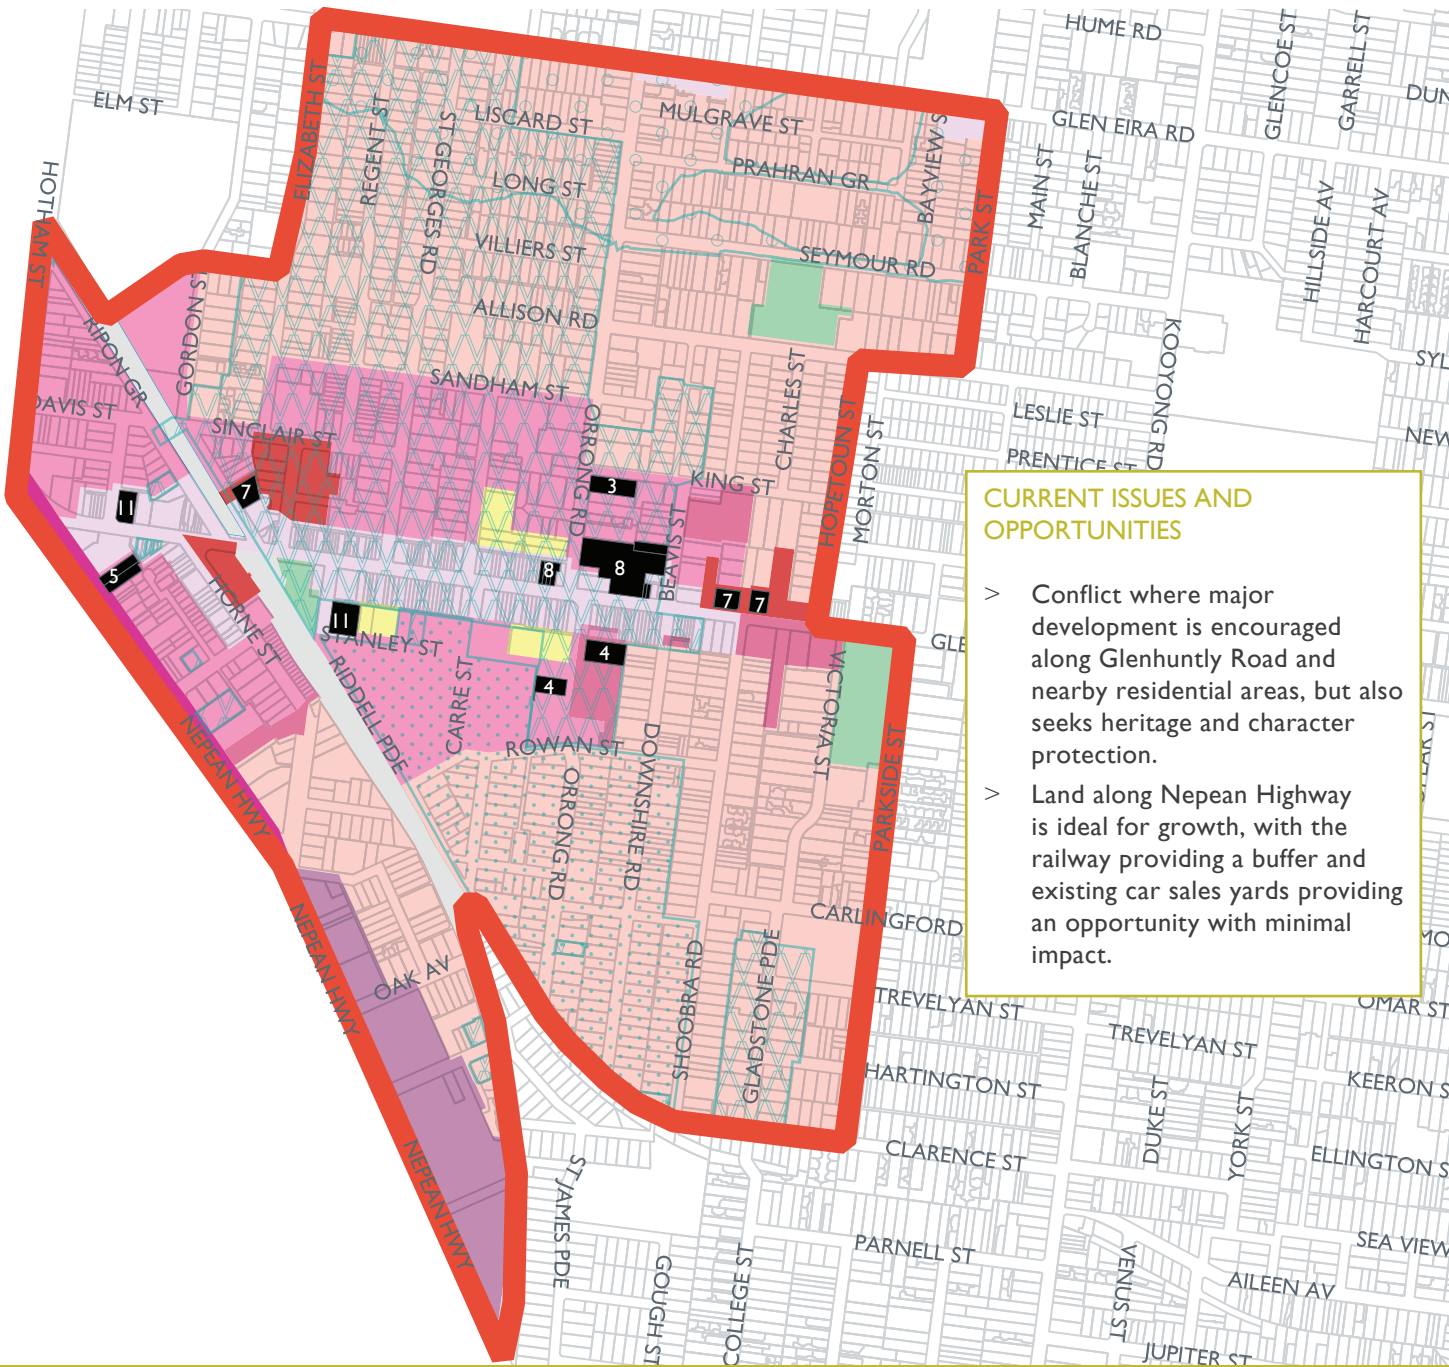 HUME RD
GLENCOE ST
GARRELL ST
ELM ST
ELIZABETH ST
REGENT ST
ST GEORGES RD
LISCARD ST
MULGRAVE ST
GLEN EIRA RD
HOTHAM ST
LONG ST
PRAHRAN GR
BAYVIEW S
PARK ST
MAIN ST
BLANCHE ST
HILLSIDE AV
HARCOURT AV
VILLIERS ST
SEYMOUR RD
GORDON ST
RIPON GR
ALLISON RD
KOOYONG RD
SYL
DAVIS ST
SANDHAM ST
ORRONG RD
CHARLES ST
HOPETOUN ST
MORTON ST
LESLIE ST
NEW
SINCLAIR ST
KING ST
PRENTICE ST
7
3
11
BEAVIS ST
5
8
8
7
7
HORNE ST
11
STANLEY ST
4
4
GLE
RIDDELL PDE
CARRE ST
ROWAN ST
DOWNSHIRE RD
VICTORIA ST
PARKSIDE ST
NEPEAN HWY
ORRONG RD
CURRENT ISSUES AND
OPPORTUNITIES
> Conflict where major
development is encouraged
along Glenhuntly Road and
nearby residential areas, but also
seeks heritage and character
protection.
> Land along Nepean Highway
is ideal for growth, with the
railway providing a buffer and
existing car sales yards providing
an opportunity with minimal
impact.
CARLINGFORD
NEPEAN HWY
OAK AV
SHOOBRA RD
GLADSTONE PDE
TREVELYAN ST
OMAR ST
TREVELYAN ST
HARTINGTON ST
KEERON S
DUKE ST
YORK ST
CLARENCE ST
ELLINGTON S
NEPEAN HWY
ST JAMES PDE
GOUGH ST
COLLEGE ST
PARNELL ST
VENUS ST
SEA VIEW
AILEEN AV
JUPITER ST